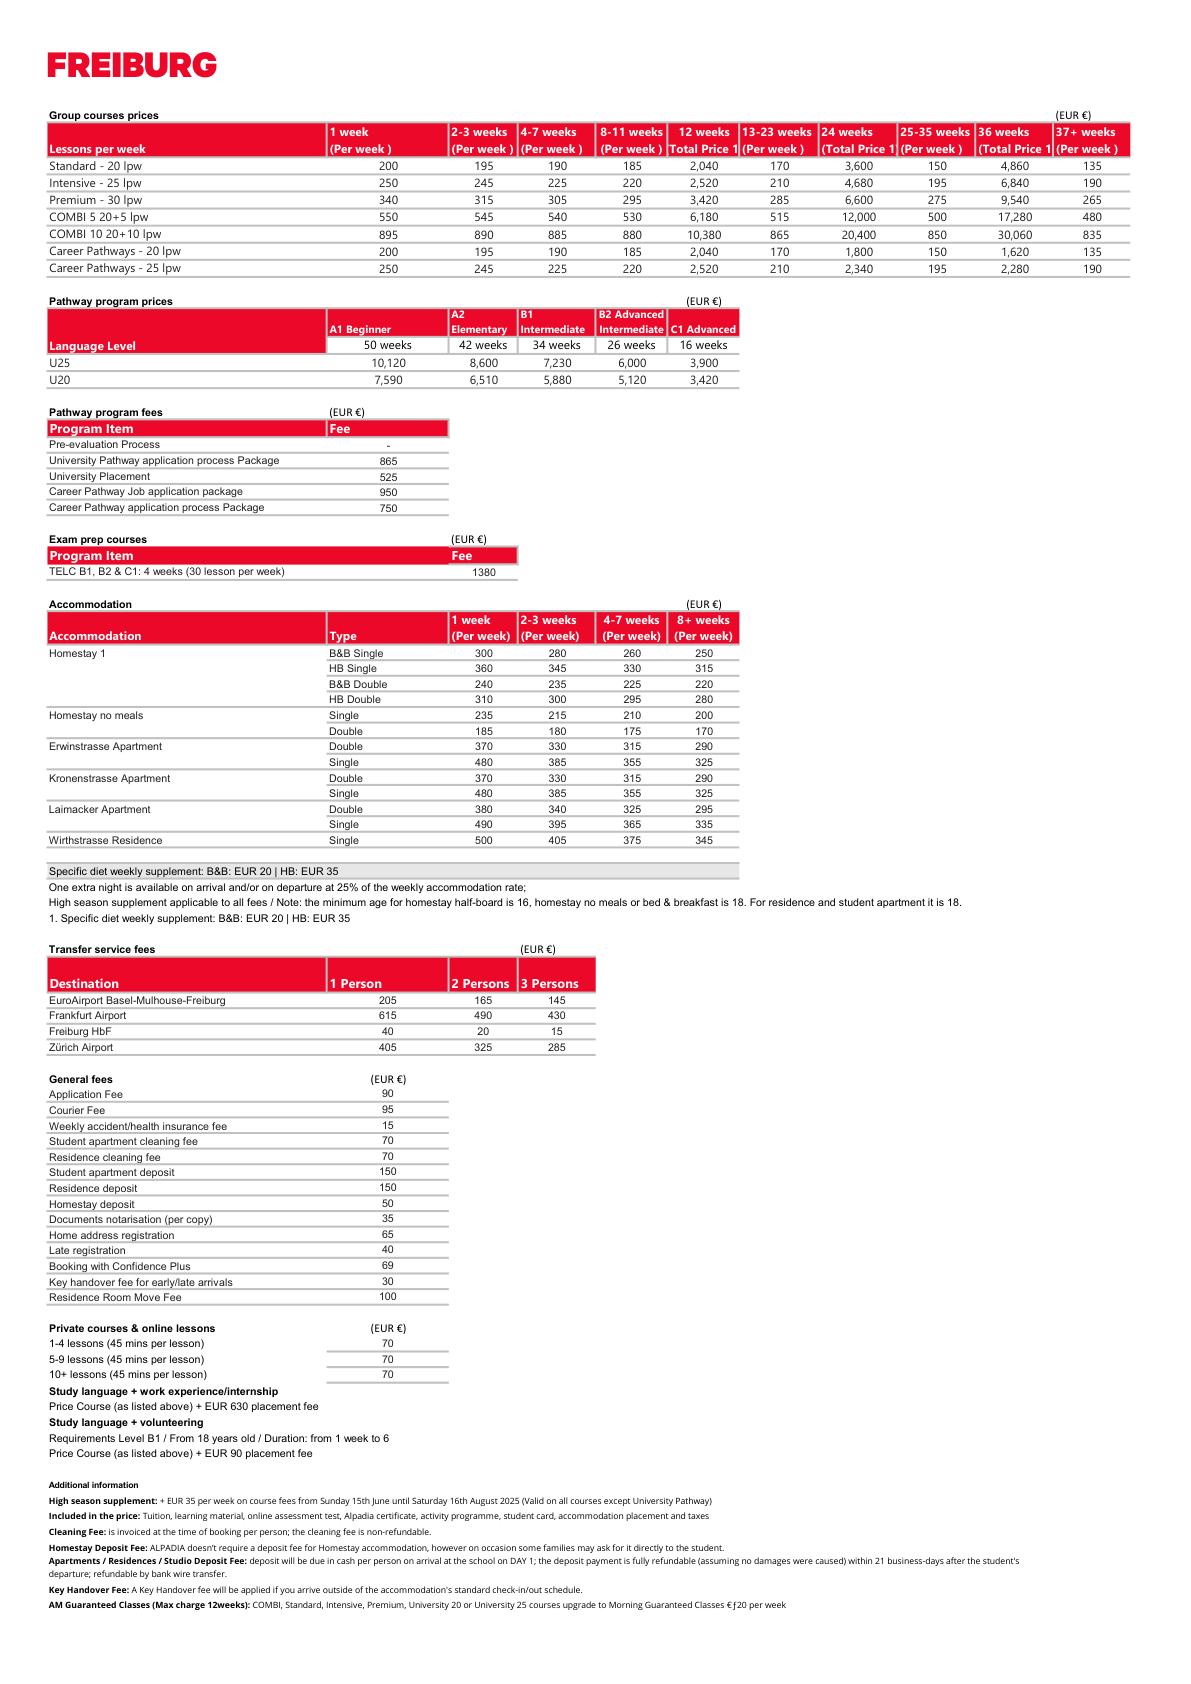 FREIBURG
Group courses prices (EUR €)
1 week 2-3 weeks 4-7 weeks 8-11 weeks 12 weeks 13-23 weeks 24 weeks 25-35 weeks 36 weeks 37+ weeks
Lessons per week (Per week ) (Per week ) (Per week ) (Per week ) Total Price 1 (Per week ) (Total Price 1 (Per week ) (Total Price 1 (Per week )
Standard - 20 lpw 200 195 190 185 2,040 170 3,600 150 4,860 135
Intensive - 25 lpw 250 245 225 220 2,520 210 4,680 195 6,840 190
Premium - 30 lpw 340 315 305 295 3,420 285 6,600 275 9,540 265
COMBI 5 20+5 lpw 550 545 540 530 6,180 515 12,000 500 17,280 480
COMBI 10 20+10 lpw 895 890 885 880 10,380 865 20,400 850 30,060 835
Career Pathways - 20 lpw 200 195 190 185 2,040 170 1,800 150 1,620 135
Career Pathways - 25 lpw 250 245 225 220 2,520 210 2,340 195 2,280 190
Pathway program prices (EUR €)
A2 B1 B2 Advanced
A1 Beginner Elementary Intermediate Intermediate C1 Advanced
Language Level 50 weeks 42 weeks 34 weeks 26 weeks 16 weeks
U25 10,120 8,600 7,230 6,000 3,900
U20 7,590 6,510 5,880 5,120 3,420
Pathway program fees (EUR €)
Program Item Fee
Pre-evaluation Process -
University Pathway application process Package 865
University Placement 525
Career Pathway Job application package 950
Career Pathway application process Package 750
Exam prep courses (EUR €)
Program Item Fee
TELC B1, B2 & C1: 4 weeks (30 lesson per week) 1380
Accommodation (EUR €)
1 week 2-3 weeks 4-7 weeks 8+ weeks
Accommodation Type (Per week) (Per week) (Per week) (Per week)
Homestay 1 B&B Single 300 280 260 250
HB Single 360 345 330 315
B&B Double 240 235 225 220
HB Double 310 300 295 280
Homestay no meals Single 235 215 210 200
Double 185 180 175 170
Erwinstrasse Apartment Double 370 330 315 290
Single 480 385 355 325
Kronenstrasse Apartment Double 370 330 315 290
Single 480 385 355 325
Laimacker Apartment Double 380 340 325 295
Single 490 395 365 335
Wirthstrasse Residence Single 500 405 375 345
Specific diet weekly supplement: B&B: EUR 20 | HB: EUR 35
One extra night is available on arrival and/or on departure at 25% of the weekly accommodation rate;
High season supplement applicable to all fees / Note: the minimum age for homestay half-board is 16, homestay no meals or bed & breakfast is 18. For residence and student apartment it is 18.
1. Specific diet weekly supplement: B&B: EUR 20 | HB: EUR 35
Transfer service fees (EUR €)
Destination 1 Person 2 Persons 3 Persons
EuroAirport Basel-Mulhouse-Freiburg 205 165 145
Frankfurt Airport 615 490 430
Freiburg HbF 40 20 15
Zürich Airport 405 325 285
General fees (EUR €)
Application Fee 90
Courier Fee 95
Weekly accident/health insurance fee 15
Student apartment cleaning fee 70
Residence cleaning fee 70
Student apartment deposit 150
Residence deposit 150
Homestay deposit 50
Documents notarisation (per copy) 35
Home address registration 65
Late registration 40
Booking with Confidence Plus 69
Key handover fee for early/late arrivals 30
Residence Room Move Fee 100
Private courses & online lessons (EUR €)
1-4 lessons (45 mins per lesson) 70
5-9 lessons (45 mins per lesson) 70
10+ lessons (45 mins per lesson) 70
Study language + work experience/internship
Price Course (as listed above) + EUR 630 placement fee
Study language + volunteering
Requirements Level B1 / From 18 years old / Duration: from 1 week to 6
Price Course (as listed above) + EUR 90 placement fee
Additional information
High season supplement: + EUR 35 per week on course fees from Sunday 15th June until Saturday 16th August 2025 (Valid on all courses except University Pathway)
Included in the price: Tuition, learning material, online assessment test, Alpadia certificate, activity programme, student card, accommodation placement and taxes
Cleaning Fee: is invoiced at the time of booking per person; the cleaning fee is non-refundable.
Homestay Deposit Fee: ALPADIA doesn't require a deposit fee for Homestay accommodation, however on occasion some families may ask for it directly to the student.
Apartments / Residences / Studio Deposit Fee: deposit will be due in cash per person on arrival at the school on DAY 1; the deposit payment is fully refundable (assuming no damages were caused) within 21 business-days after the student's
departure; refundable by bank wire transfer.
Key Handover Fee: A Key Handover fee will be applied if you arrive outside of the accommodation's standard check-in/out schedule.
AM Guaranteed Classes (Max charge 12weeks): COMBI, Standard, Intensive, Premium, University 20 or University 25 courses upgrade to Morning Guaranteed Classes €ƒ20 per week